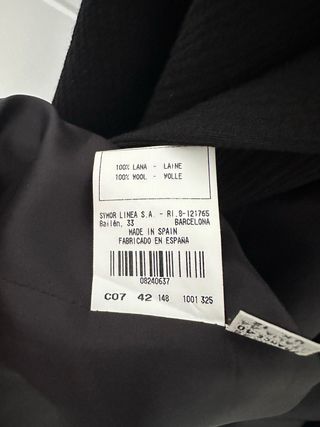 100% LANA - LAINE
100% WOOL - WOLLE
SYMOR LINEA S.A. - RI.8-121765
Bailén, 33 BARCELONA
MADE IN SPAIN
FABRICADO EN ESPAÑA
08240637
C07 42 148 1001 325